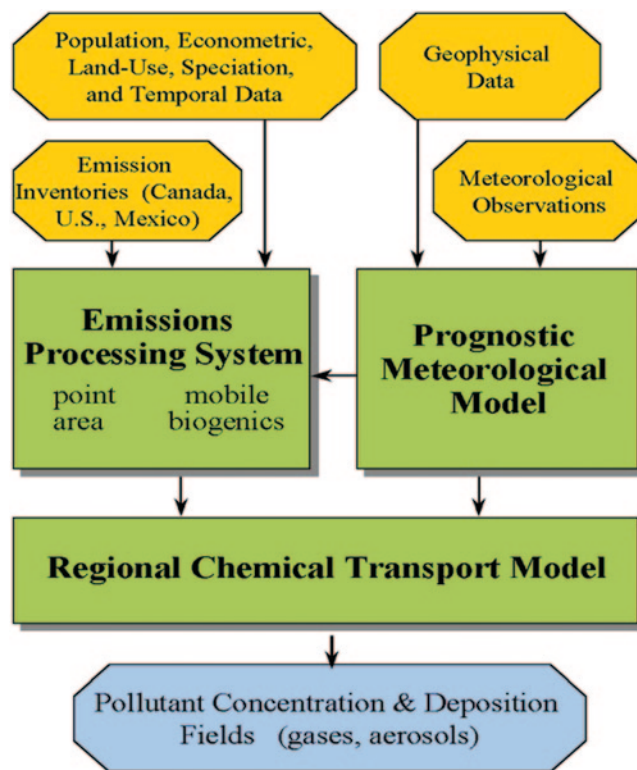 Population, Econometric,
Land-Use, Speciation,
and Temporal Data
Geophysical
Data
Emission
Inventories (Canada,
U.S., Mexico)
Meteorological
Observations
Emissions
Processing System
point mobile
area biogenics
Prognostic
Meteorological
Model
Regional Chemical Transport Model
Pollutant Concentration & Deposition
Fields (gases, aerosols)